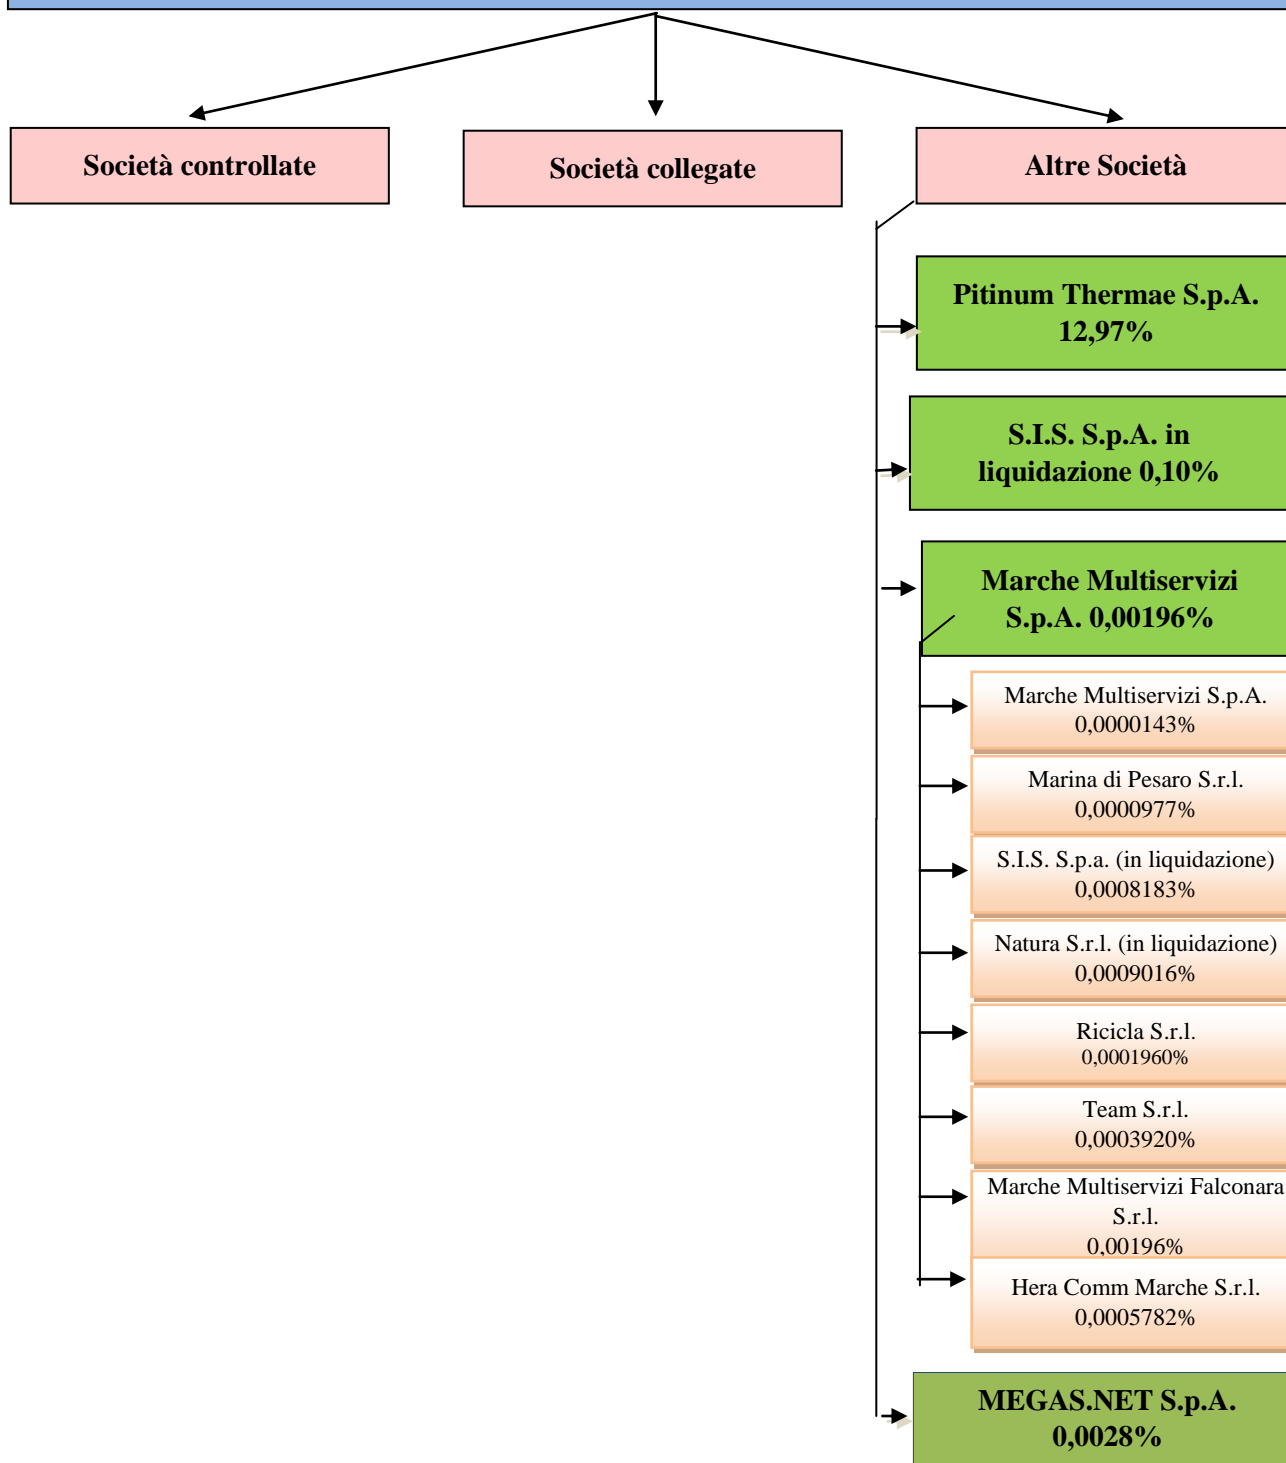 Società controllate
Società collegate
Altre Società
Pitinum Thermae S.p.A.
12,97%
S.I.S. S.p.A. in
liquidazione 0,10%
Marche Multiservizi
S.p.A. 0,00196%
Marche Multiservizi S.p.A.
0,0000143%
Marina di Pesaro S.r.l.
0,0000977%
S.I.S. S.p.a. (in liquidazione)
0,0008183%
Natura S.r.l. (in liquidazione)
0,0009016%
Ricicla S.r.l.
0,0001960%
Team S.r.l.
0,0003920%
Marche Multiservizi Falconara
S.r.l.
0,00196%
Hera Comm Marche S.r.l.
0,0005782%
MEGAS.NET S.p.A.
0,0028%